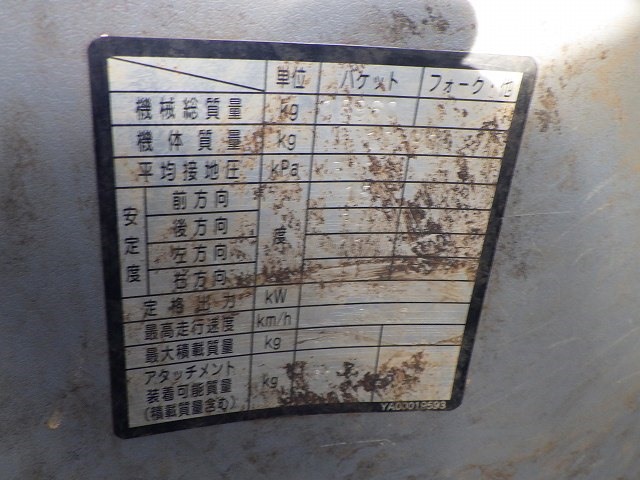 単位 バケット フォーク・他
機械総質量 kg
機体質量 kg
平均接地圧 kPa
安定度 前方向 度
後方向
左方向
右方向
定格出力 kW
最高走行速度 km/h
最大積載質量 kg
アタッチメント
装着可能質量 kg
(積載質量含む)
YA00019593